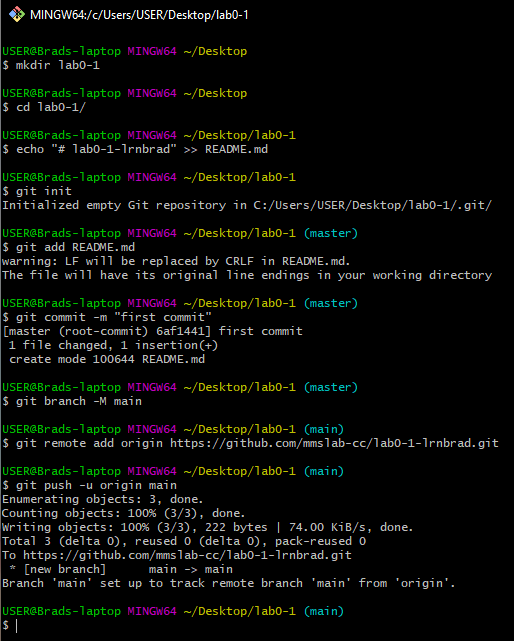 MINGW64:/c/Users/USER/Desktop/lab0-1
USER@Brads-laptop MINGW64 ~/Desktop
$ mkdir lab0-1
USER@Brads-laptop MINGW64 ~/Desktop
$ cd lab0-1/
USER@Brads-laptop MINGW64 ~/Desktop/lab0-1
$ echo "# lab0-1-lrnbrad" >> README.md
USER@Brads-laptop MINGW64 ~/Desktop/lab0-1
$ git init
Initialized empty Git repository in C:/Users/USER/Desktop/lab0-1/.git/
USER@Brads-laptop MINGW64 ~/Desktop/lab0-1 (master)
$ git add README.md
warning: LF will be replaced by CRLF in README.md.
The file will have its original line endings in your working directory
USER@Brads-laptop MINGW64 ~/Desktop/lab0-1 (master)
$ git commit -m "first commit"
[master (root-commit) 6af1441] first commit
 1 file changed, 1 insertion(+)
 create mode 100644 README.md
USER@Brads-laptop MINGW64 ~/Desktop/lab0-1 (master)
$ git branch -M main
USER@Brads-laptop MINGW64 ~/Desktop/lab0-1 (main)
$ git remote add origin https://github.com/mmslab-cc/lab0-1-lrnbrad.git
USER@Brads-laptop MINGW64 ~/Desktop/lab0-1 (main)
$ git push -u origin main
Enumerating objects: 3, done.
Counting objects: 100% (3/3), done.
Writing objects: 100% (3/3), 222 bytes | 74.00 KiB/s, done.
Total 3 (delta 0), reused 0 (delta 0), pack-reused 0
To https://github.com/mmslab-cc/lab0-1-lrnbrad.git
 * [new branch]      main -> main
Branch 'main' set up to track remote branch 'main' from 'origin'.
USER@Brads-laptop MINGW64 ~/Desktop/lab0-1 (main)
$